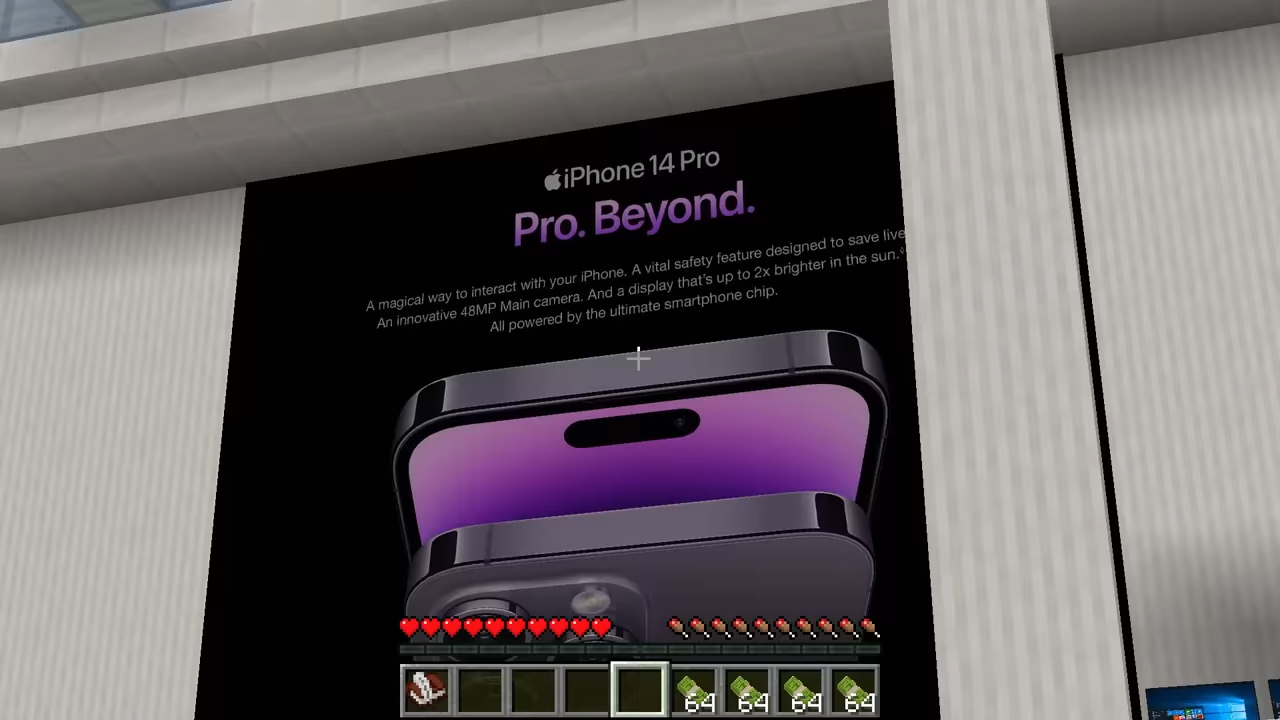 iPhone 14 Pro
Pro. Beyond.
A magical way to interact with your iPhone. A vital safety feature designed to save live
An innovative 48MP Main camera. And a display that's up to 2x brighter in the sun.
All powered by the ultimate smartphone chip.
64 64 64 64